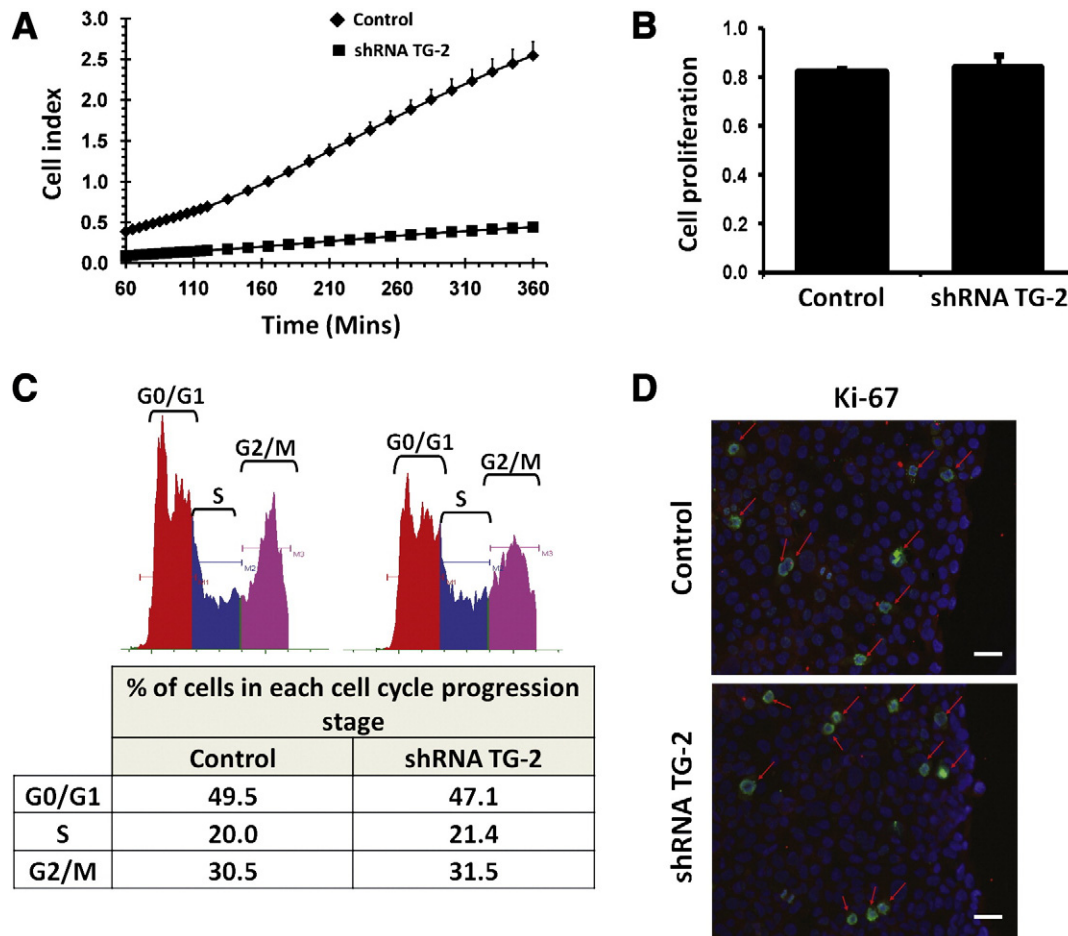 A
Control
shRNA TG-2
3.0
2.5
2.0
1.5
1.0
0.5
0.0
Cell index
60 110 160 210 260 310 360
Time (Mins)
B
1.0
0.8
0.6
0.4
0.2
0.0
Cell proliferation
Control shRNA TG-2
C
G0/G1
S
G2/M
M1
M2
G0/G1
S
G2/M
M1
M3
% of cells in each cell cycle progression
stage
Control shRNA TG-2
G0/G1 49.5 47.1
S 20.0 21.4
G2/M 30.5 31.5
D
Ki-67
Control
shRNA TG-2